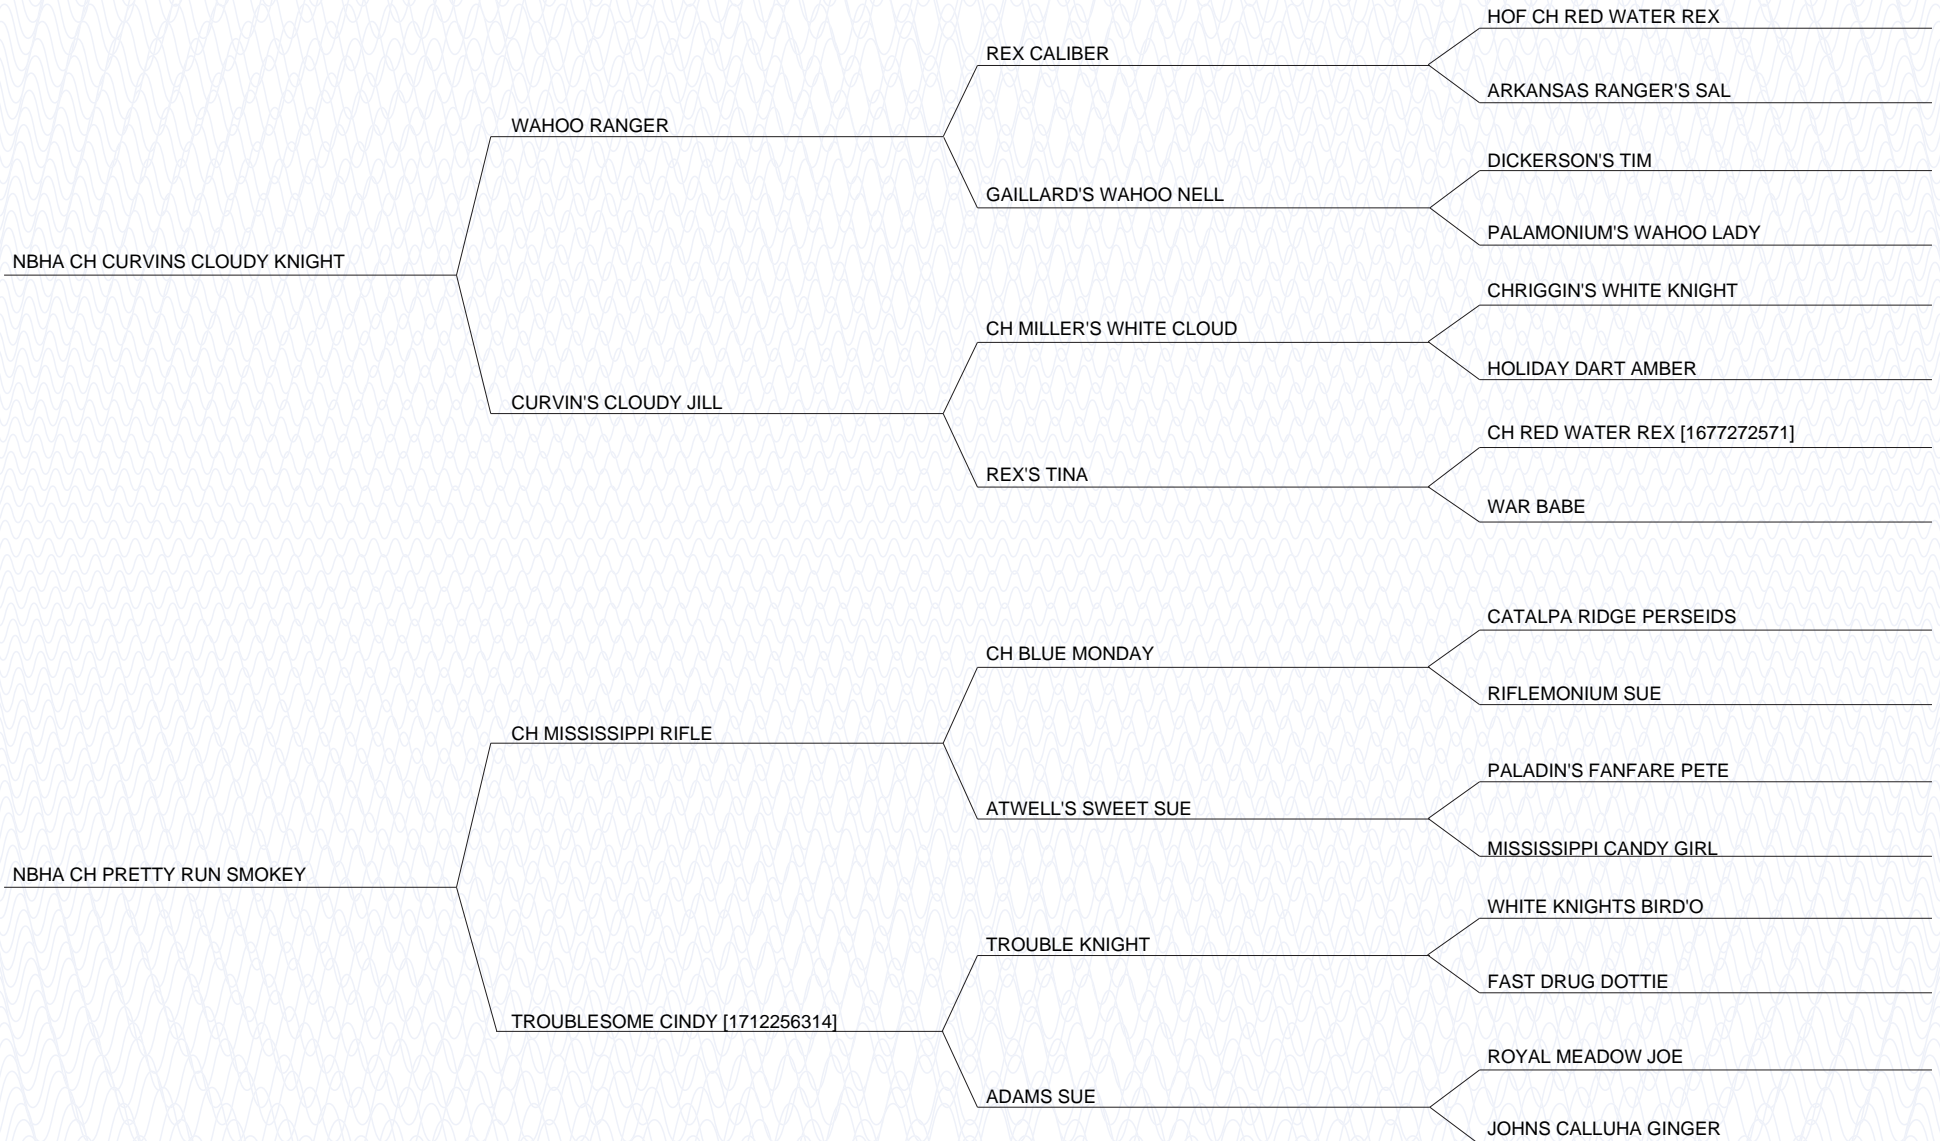 HOF CH RED WATER REX
REX CALIBER
ARKANSAS RANGER'S SAL
WAHOO RANGER
DICKERSON'S TIM
GAILLARD'S WAHOO NELL
PALAMONIUM'S WAHOO LADY
NBHA CH CURVINS CLOUDY KNIGHT
CHRIGGIN'S WHITE KNIGHT
CH MILLER'S WHITE CLOUD
HOLIDAY DART AMBER
CURVIN'S CLOUDY JILL
CH RED WATER REX [1677272571]
REX'S TINA
WAR BABE
CATALPA RIDGE PERSEIDS
CH BLUE MONDAY
RIFLEMONIUM SUE
CH MISSISSIPPI RIFLE
PALADIN'S FANFARE PETE
ATWELL'S SWEET SUE
MISSISSIPPI CANDY GIRL
NBHA CH PRETTY RUN SMOKEY
WHITE KNIGHTS BIRD'O
TROUBLE KNIGHT
FAST DRUG DOTTIE
TROUBLESOME CINDY [1712256314]
ROYAL MEADOW JOE
ADAMS SUE
JOHNS CALLUHA GINGER